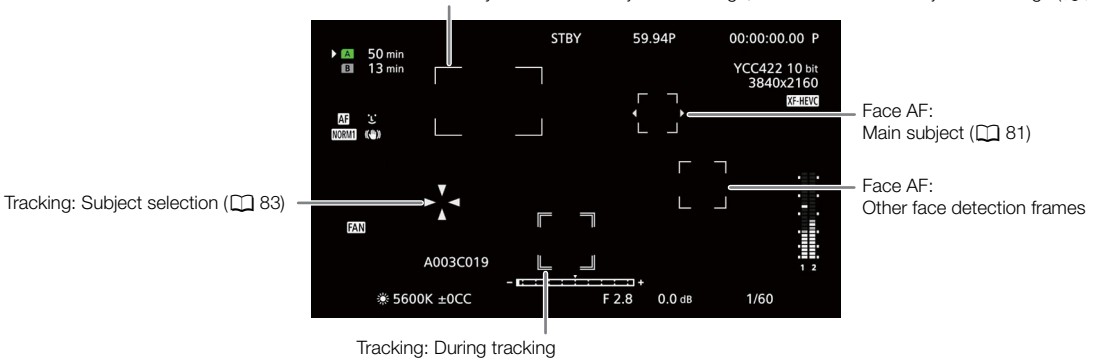 STBY 59.94P 00:00:00.00 P
A 50 min
B 13 min
YCC422 10 bit
3840x2160
XF-HEVC
AF
NORM1
Face AF:
Main subject ( 81)
Face AF:
Other face detection frames
Tracking: Subject selection ( 83)
FAN
1 2
A003C019
- +
5600K ±0CC F 2.8 0.0 dB 1/60
Tracking: During tracking